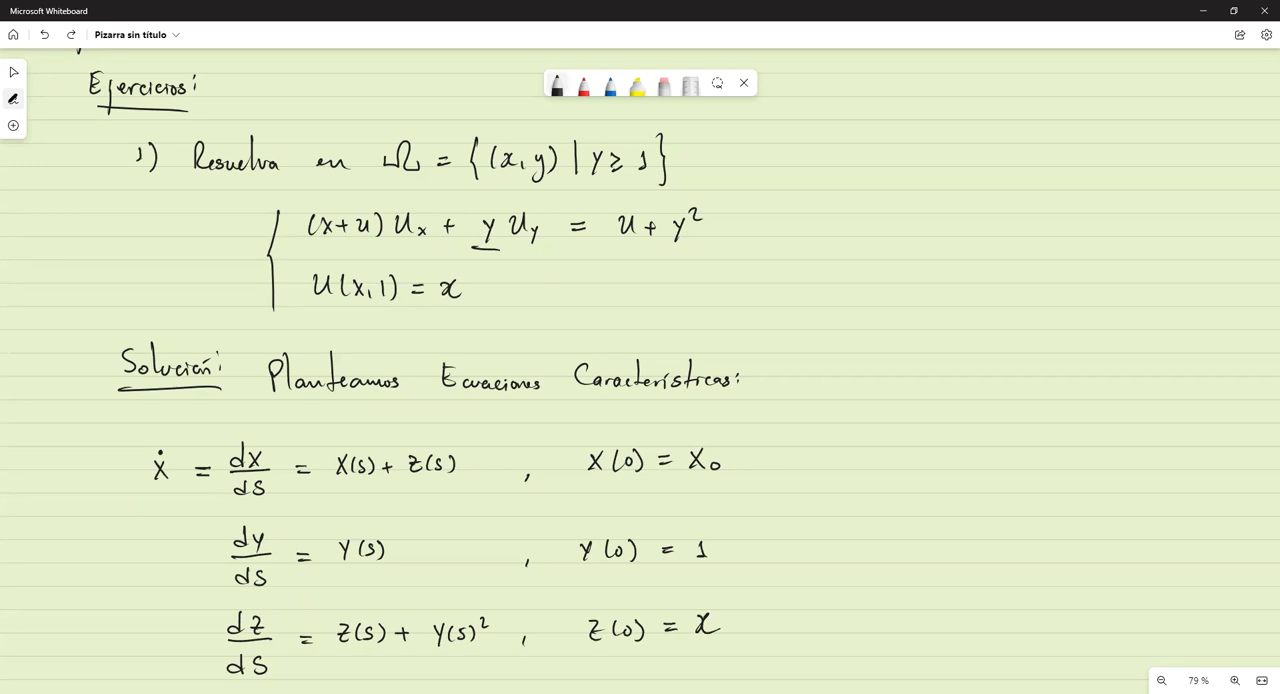 Microsoft Whiteboard
Pizarra sin título
Ejercicios:
1) Resuelva en Ω = {(x,y) | y ≥ 1}
(x+u) Ux + y Uy = u + y²
U(x,1) = x
Solución: Planteamos Ecuaciones Características:
ẋ = dx/ds = X(s) + Z(s) , X(0) = X₀
dy/ds = Y(s) , Y(0) = 1
dz/ds = Z(s) + Y(s)² , Z(0) = x
79 %